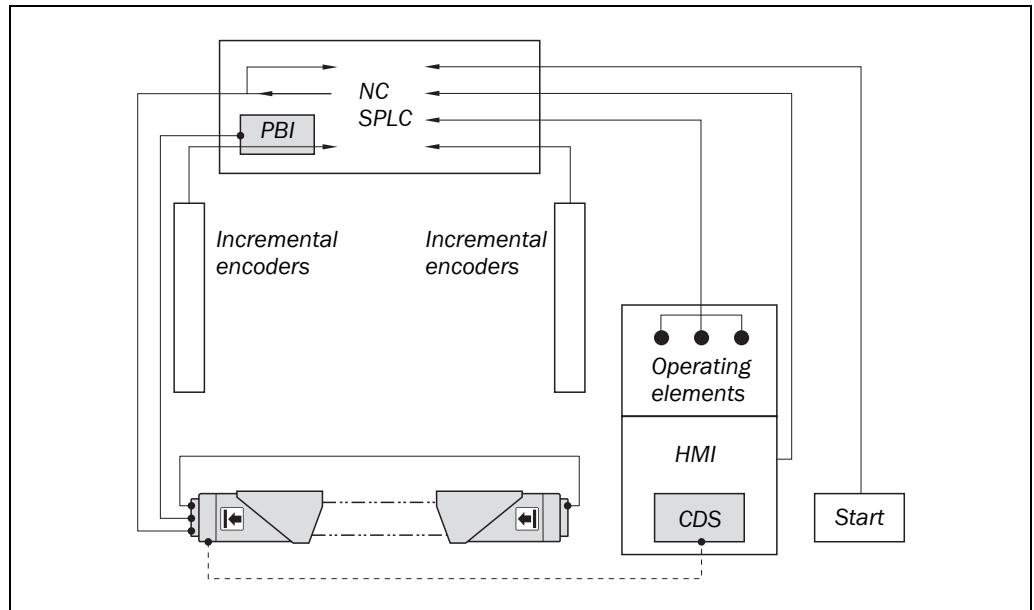 NC
SPLC
PBI
Incremental
encoders
Incremental
encoders
Operating
elements
HMI
CDS
Start